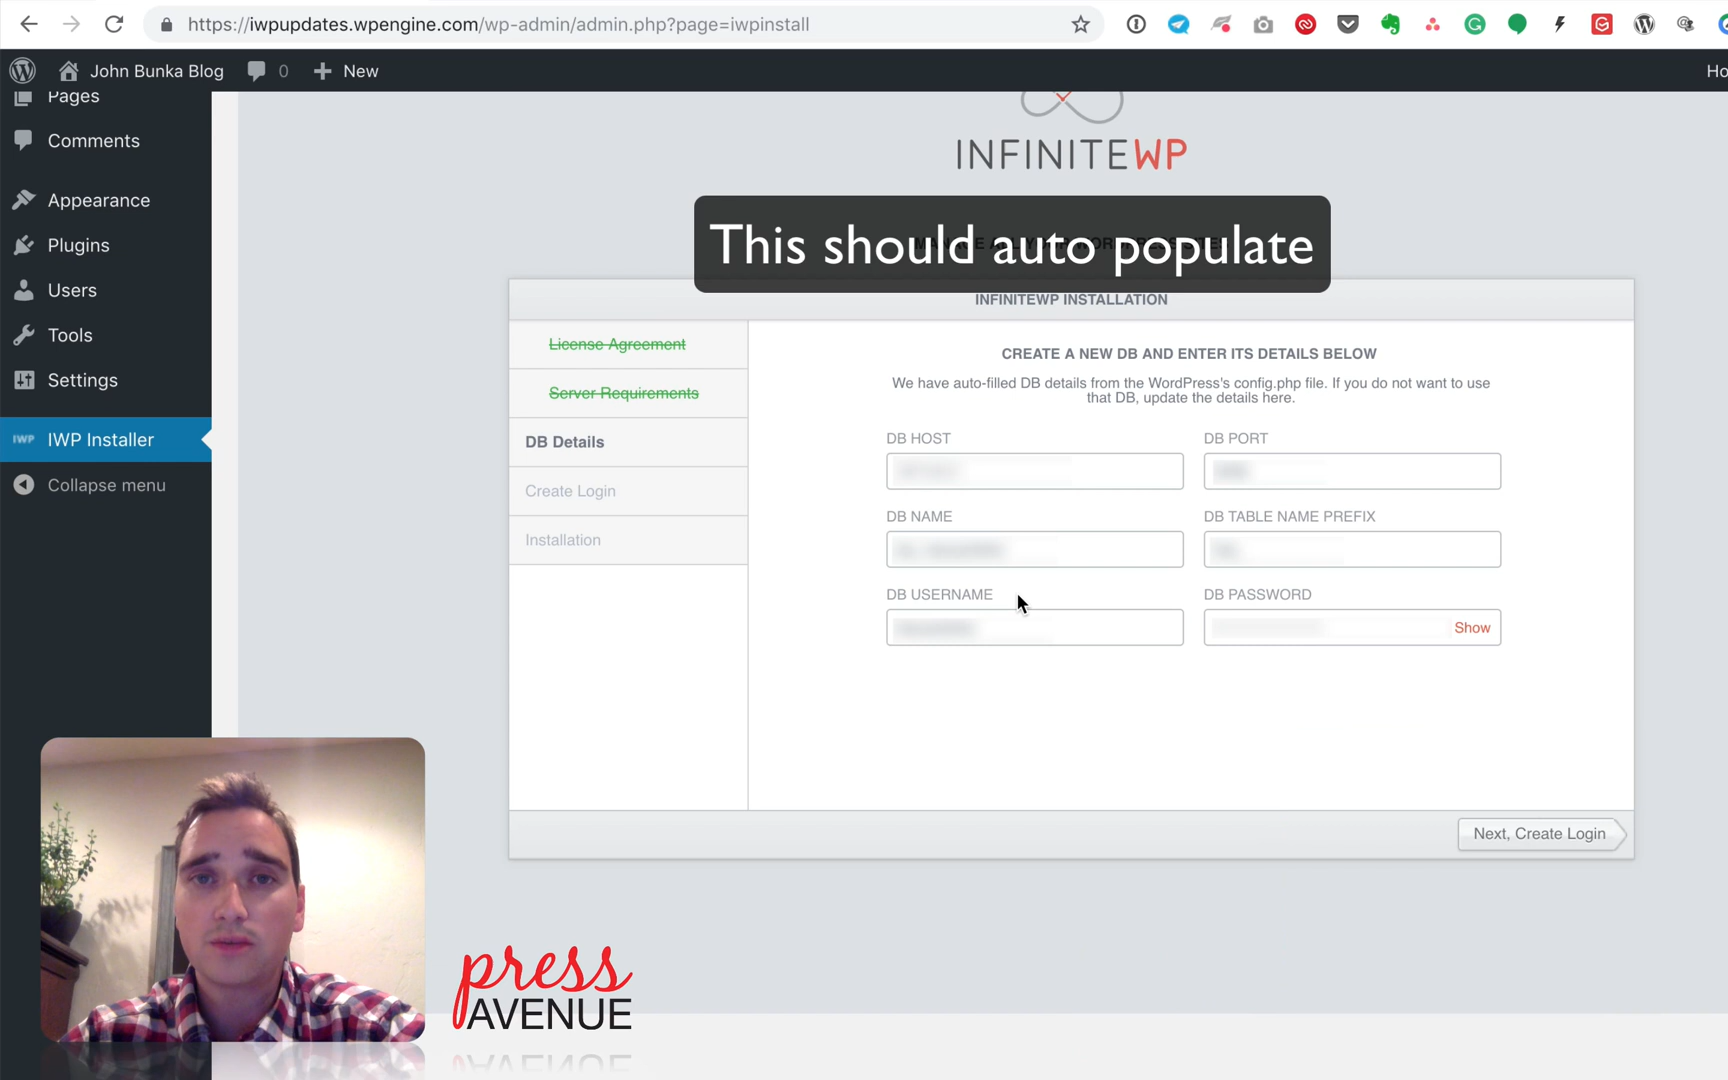 https://iwpupdates.wpengine.com/wp-admin/admin.php?page=iwpinstall
John Bunka Blog 0 New Ho
Pages
Comments
Appearance
Plugins
Users
Tools
Settings
IWP IWP Installer
Collapse menu
INFINITEWP
This should auto populate
INFINITEWP INSTALLATION
License Agreement
Server Requirements
DB Details
Create Login
Installation
CREATE A NEW DB AND ENTER ITS DETAILS BELOW
We have auto-filled DB details from the WordPress's config.php file. If you do not want to use
that DB, update the details here.
DB HOST DB PORT
DB NAME DB TABLE NAME PREFIX
DB USERNAME DB PASSWORD
Show
Next, Create Login
press
AVENUE